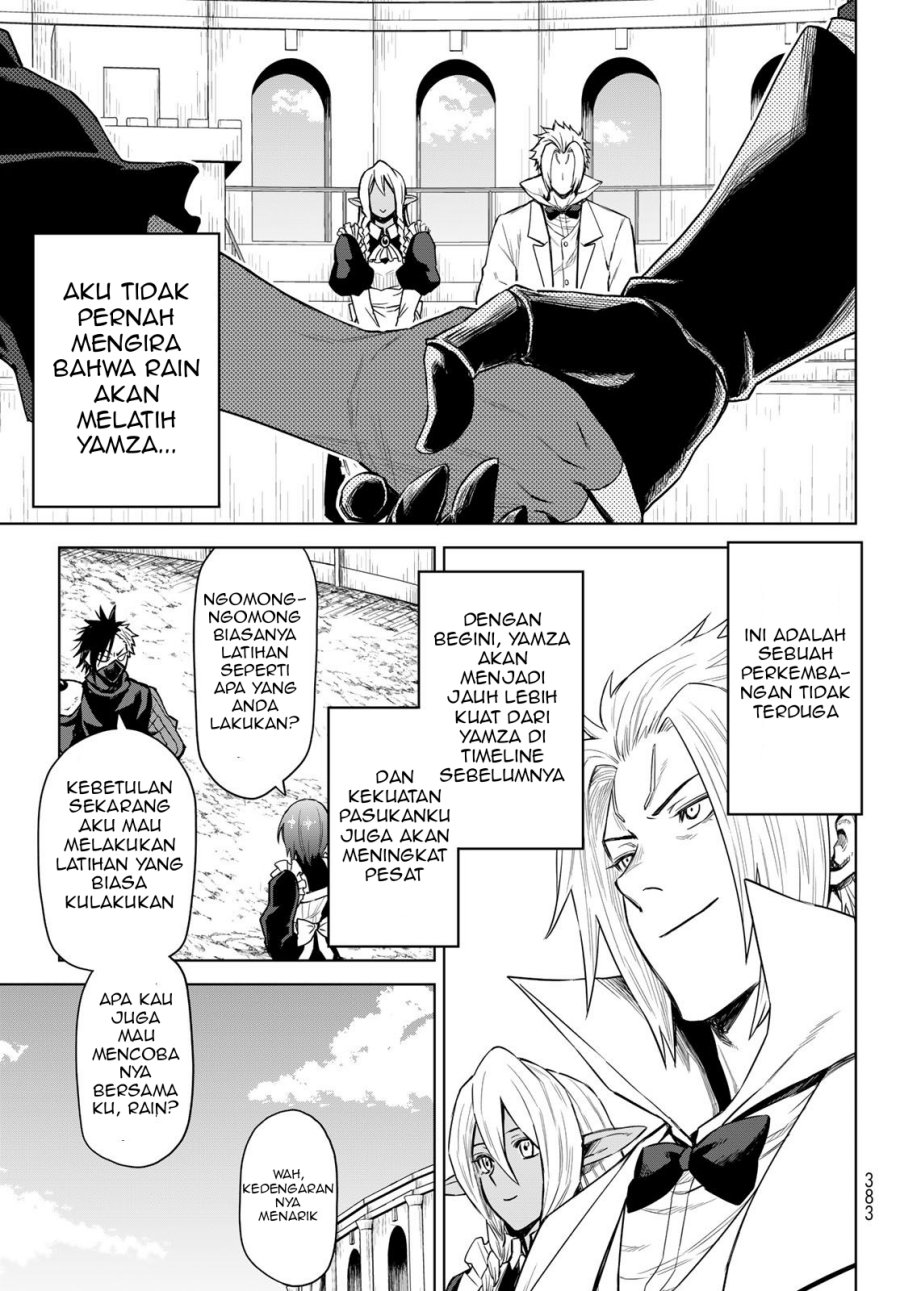 AKU TIDAK
PERNAH
MENGIRA
BAHWA RAIN
AKAN
MELATIH
YAMZA...
INI ADALAH
SEBUAH
PERKEMBA-
NGAN TIDAK
TERDUGA
DENGAN
BEGINI, YAMZA
AKAN
MENJADI
JAUH LEBIH
KUAT DARI
YAMZA DI
TIMELINE
SEBELUMNYA
DAN
KEKUATAN
PASUKANKU
JUGA AKAN
MENINGKAT
PESAT
NGOMONG-
NGOMONG
BIASANYA
LATIHAN
SEPERTI
APA YANG
ANDA
LAKUKAN?
KEBETULAN
SEKARANG
AKU MAU
MELAKUKAN
LATIHAN YANG
BIASA
KULAKUKAN
APA KAU
JUGA
MAU
MENCOBA
NYA
BERSAMA
KU, RAIN?
WAH,
KEDENGARAN
NYA
MENARIK
383